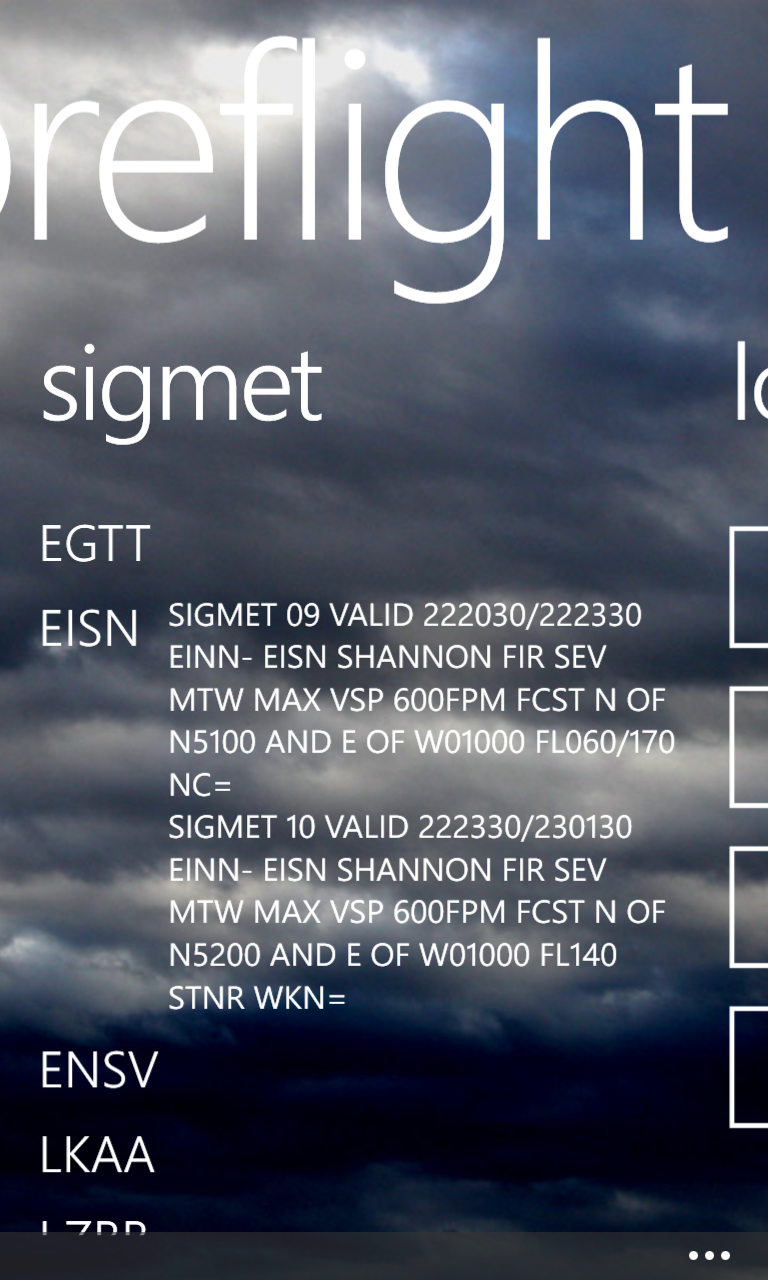 preflight
sigmet
EGTT
EISN
SIGMET 09 VALID 222030/222330
EINN- EISN SHANNON FIR SEV
MTW MAX VSP 600FPM FCST N OF
N5100 AND E OF W01000 FL060/170
NC=
SIGMET 10 VALID 222330/230130
EINN- EISN SHANNON FIR SEV
MTW MAX VSP 600FPM FCST N OF
N5200 AND E OF W01000 FL140
STNR WKN=
ENSV
LKAA